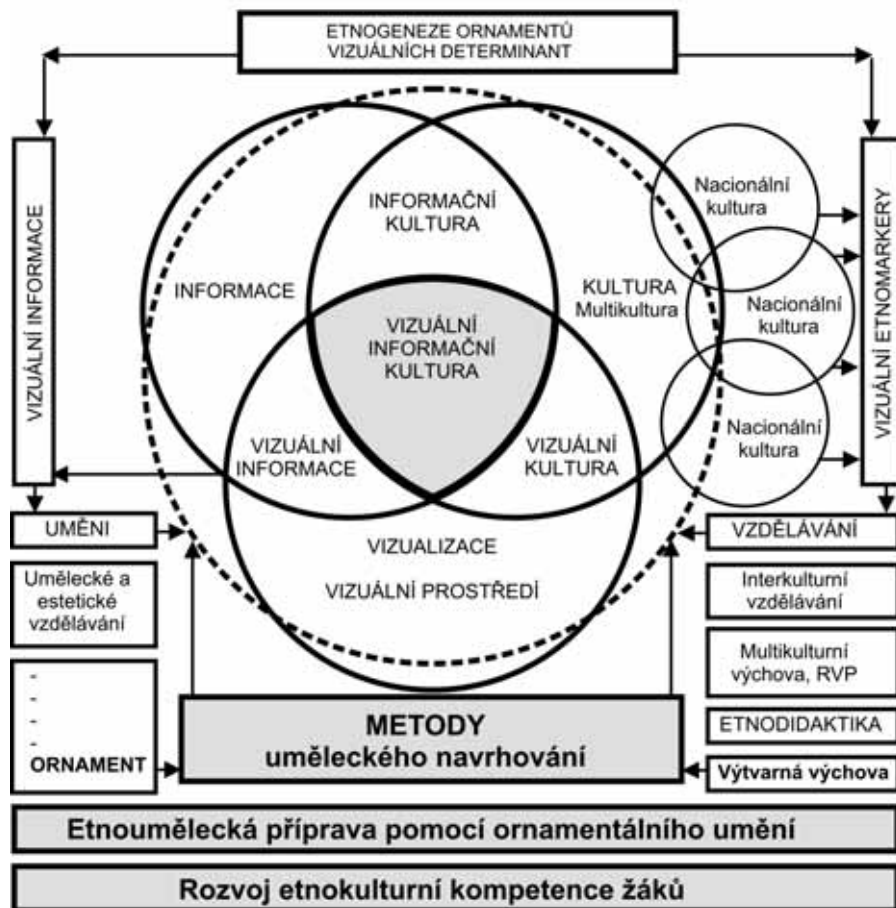 ETNOGENEZE ORNAMENTŮ
VIZUÁLNÍCH DETERMINANT
VIZUÁLNÍ INFORMACE
INFORMAČNÍ
KULTURA
INFORMACE
KULTURA
Multikultura
VIZUÁLNÍ
INFORMAČNÍ
KULTURA
VIZUÁLNÍ
INFORMACE
VIZUÁLNÍ
KULTURA
VIZUALIZACE
VIZUÁLNÍ PROSTŘEDÍ
Nacionální
kultura
Nacionální
kultura
Nacionální
kultura
VIZUÁLNÍ ETNOMARKERY
UMĚNI
Umělecké a
estetické
vzdělávání
-
-
-
-
ORNAMENT
METODY
uměleckého navrhování
VZDĚLÁVÁNÍ
Interkulturní
vzdělávání
Multikulturní
výchova, RVP
ETNODIDAKTIKA
Výtvarná výchova
Etnoumělecká příprava pomocí ornamentálního umění
Rozvoj etnokulturní kompetence žáků